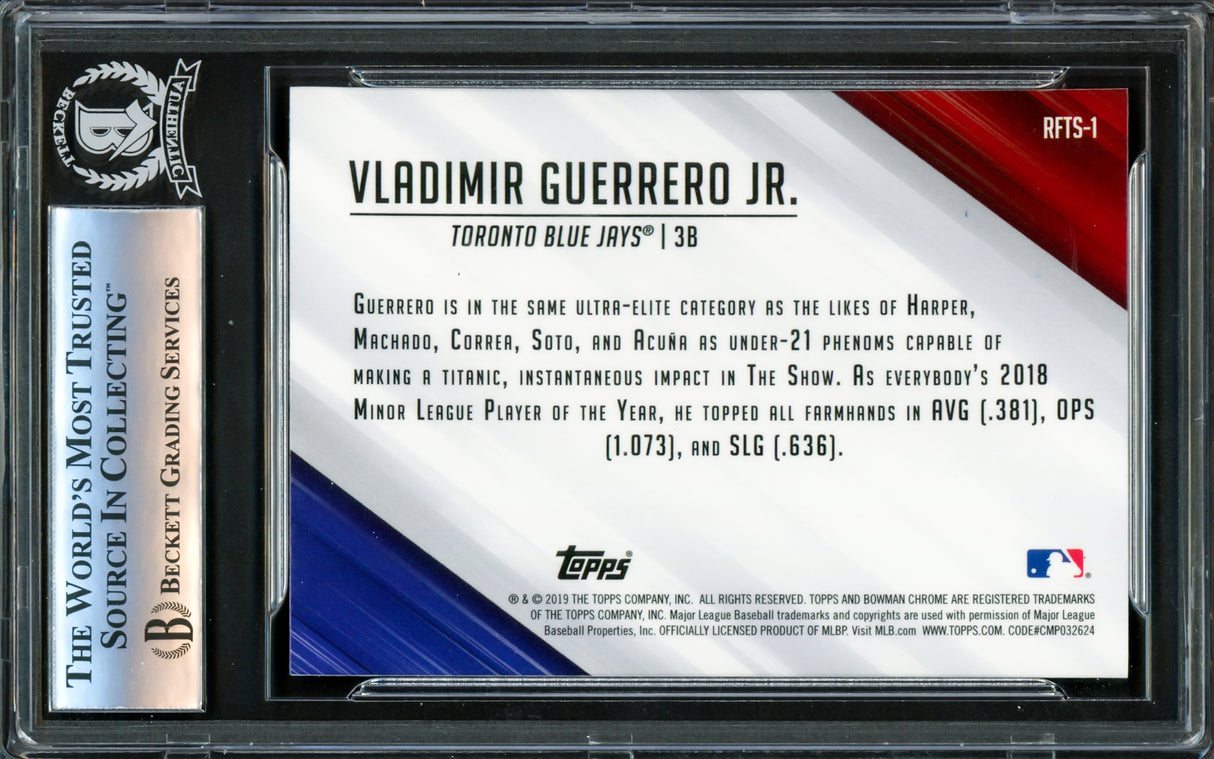 BECKETT
AUTHENTIC
B
THE WORLD'S MOST TRUSTED
SOURCE IN COLLECTING™
B BECKETT GRADING SERVICES
RFTS-1
VLADIMIR GUERRERO JR.
TORONTO BLUE JAYS® | 3B
GUERRERO IS IN THE SAME ULTRA-ELITE CATEGORY AS THE LIKES OF HARPER,
MACHADO, CORREA, SOTO, AND ACUÑA AS UNDER-21 PHENOMS CAPABLE OF
MAKING A TITANIC, INSTANTANEOUS IMPACT IN THE SHOW. AS EVERYBODY'S 2018
MINOR LEAGUE PLAYER OF THE YEAR, HE TOPPED ALL FARMHANDS IN AVG (.381), OPS
(1.073), AND SLG (.636).
Topps®
®
® & © 2019 THE TOPPS COMPANY, INC. ALL RIGHTS RESERVED. TOPPS AND BOWMAN CHROME ARE REGISTERED TRADEMARKS
OF THE TOPPS COMPANY, INC. Major League Baseball trademarks and copyrights are used with permission of Major League
Baseball Properties, Inc. OFFICIALLY LICENSED PRODUCT OF MLBP. Visit MLB.com WWW.TOPPS.COM. CODE#CMP032624